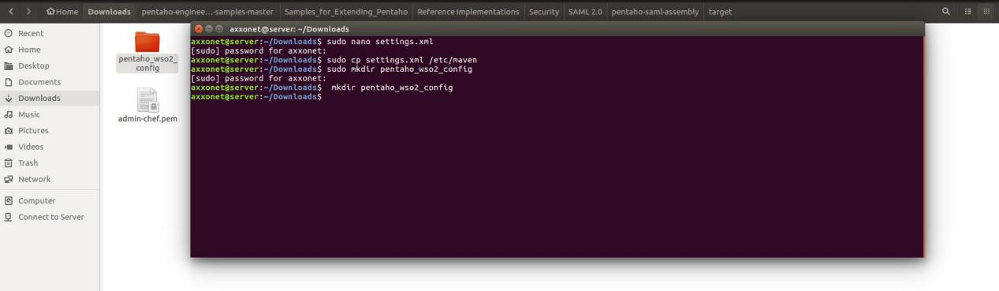 Home Downloads pentaho-enginee...-samples-master Samples_for_Extending_Pentaho Reference Implementations Security SAML 2.0 pentaho-saml-assembly target
Recent
Home
Desktop
Documents
Downloads
Music
Pictures
Videos
Trash
Network
Computer
Connect to Server
pentaho_wso2_
config
admin-chef.pem
axxonet@server: ~/Downloads
axxonet@server:~/Downloads$ sudo nano settings.xml
[sudo] password for axxonet:
axxonet@server:~/Downloads$ sudo cp settings.xml /etc/maven
axxonet@server:~/Downloads$ sudo mkdir pentaho_wso2_config
[sudo] password for axxonet:
axxonet@server:~/Downloads$  mkdir pentaho_wso2_config
axxonet@server:~/Downloads$